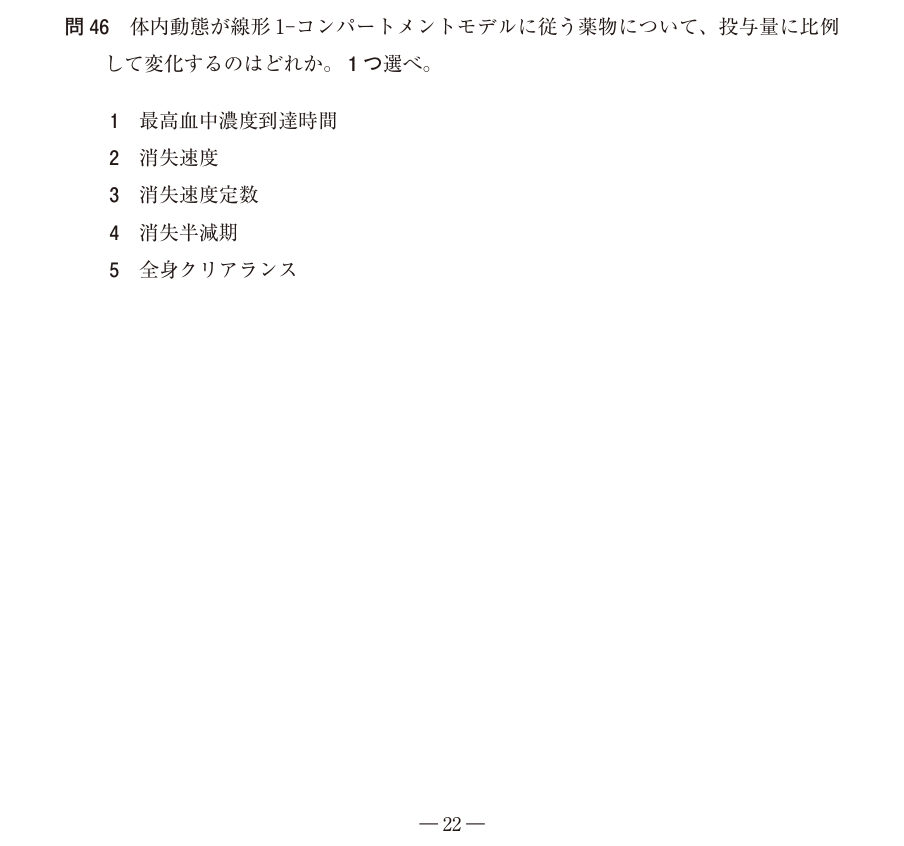 問 46 体内動態が線形 1-コンパートメントモデルに従う薬物について、投与量に比例
して変化するのはどれか。1つ選べ。
1 最高血中濃度到達時間
2 消失速度
3 消失速度定数
4 消失半減期
5 全身クリアランス
— 22 —